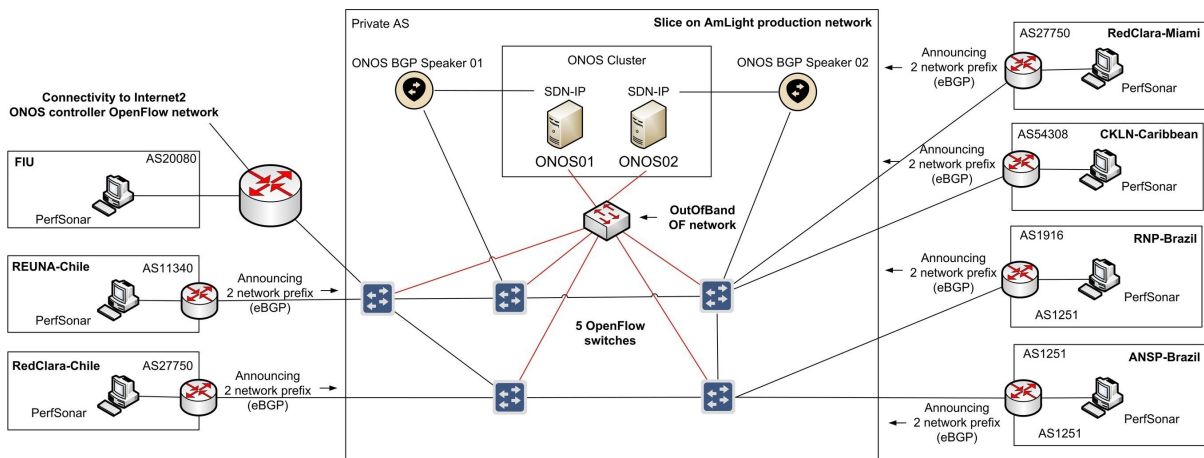 Private AS
Slice on AmLight production network
ONOS BGP Speaker 01
ONOS Cluster
ONOS BGP Speaker 02
SDN-IP
SDN-IP
ONOS01
ONOS02
OutOfBand
OF network
5 OpenFlow
switches
Connectivity to Internet2
ONOS controller OpenFlow network
FIU
AS20080
PerfSonar
REUNA-Chile
AS11340
PerfSonar
Announcing
2 network prefix
(eBGP)
RedClara-Chile
AS27750
PerfSonar
Announcing
2 network prefix
(eBGP)
Announcing
2 network prefix
(eBGP)
AS27750
RedClara-Miami
PerfSonar
Announcing
2 network prefix
(eBGP)
AS54308
CKLN-Caribbean
PerfSonar
Announcing
2 network prefix
(eBGP)
AS1916
RNP-Brazil
PerfSonar
AS1251
Announcing
2 network prefix
(eBGP)
AS1251
ANSP-Brazil
PerfSonar
AS1251